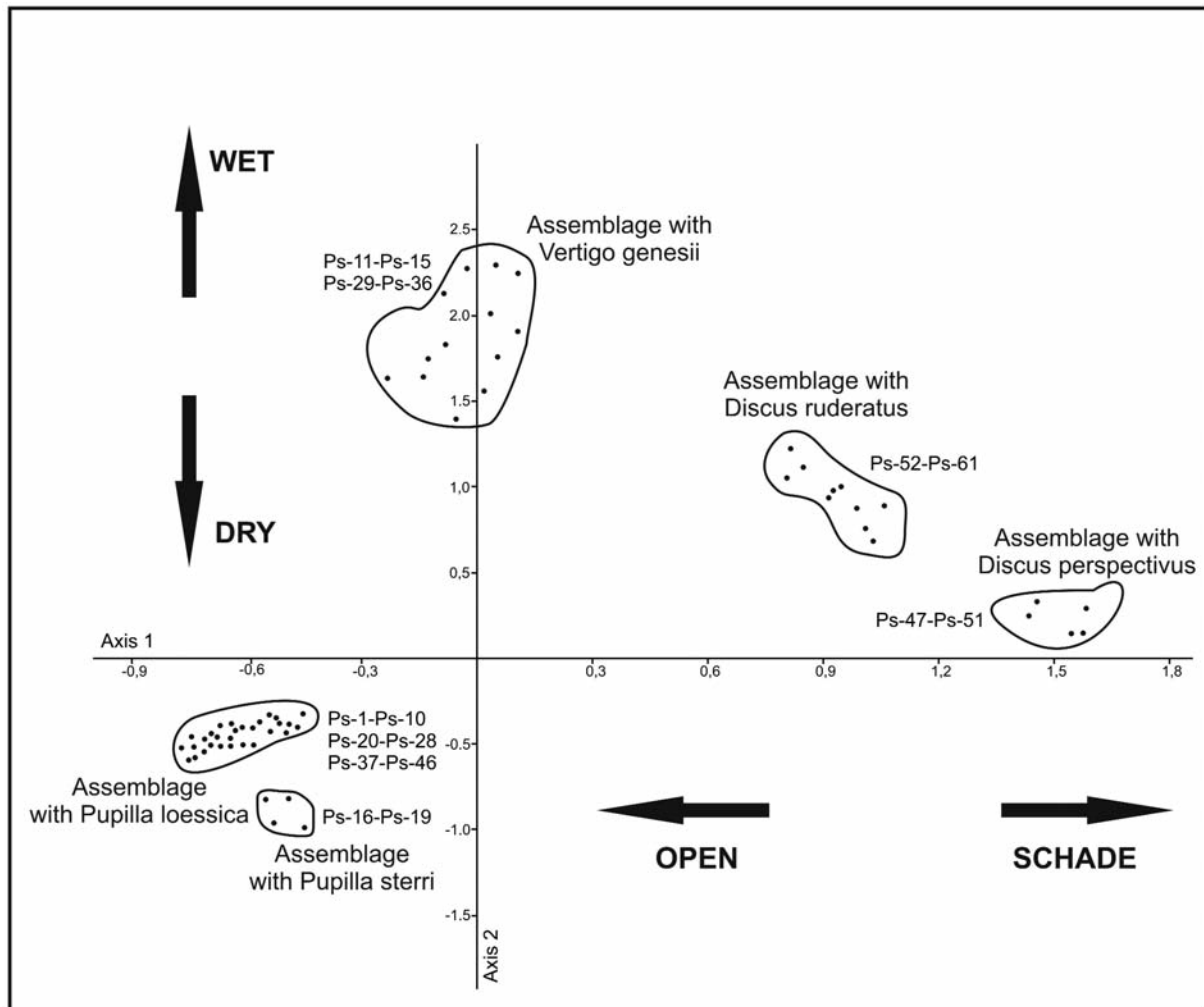 WET
Assemblage with
Vertigo genesii
2.5
Ps-11-Ps-15
Ps-29-Ps-36
2.0
1.5
Assemblage with
Discus ruderatus
Ps-52-Ps-61
1,0
DRY
0,5
Assemblage with
Discus perspectivus
Ps-47-Ps-51
Axis 1
-0,9
-0,6
-0,3
0,3
0,6
0,9
1,2
1,5
1,8
Ps-1-Ps-10
Ps-20-Ps-28
Ps-37-Ps-46
-0.5
Assemblage
with Pupilla loessica
Ps-16-Ps-19
-1.0
Assemblage
with Pupilla sterri
OPEN
SCHADE
-1.5
Axis 2